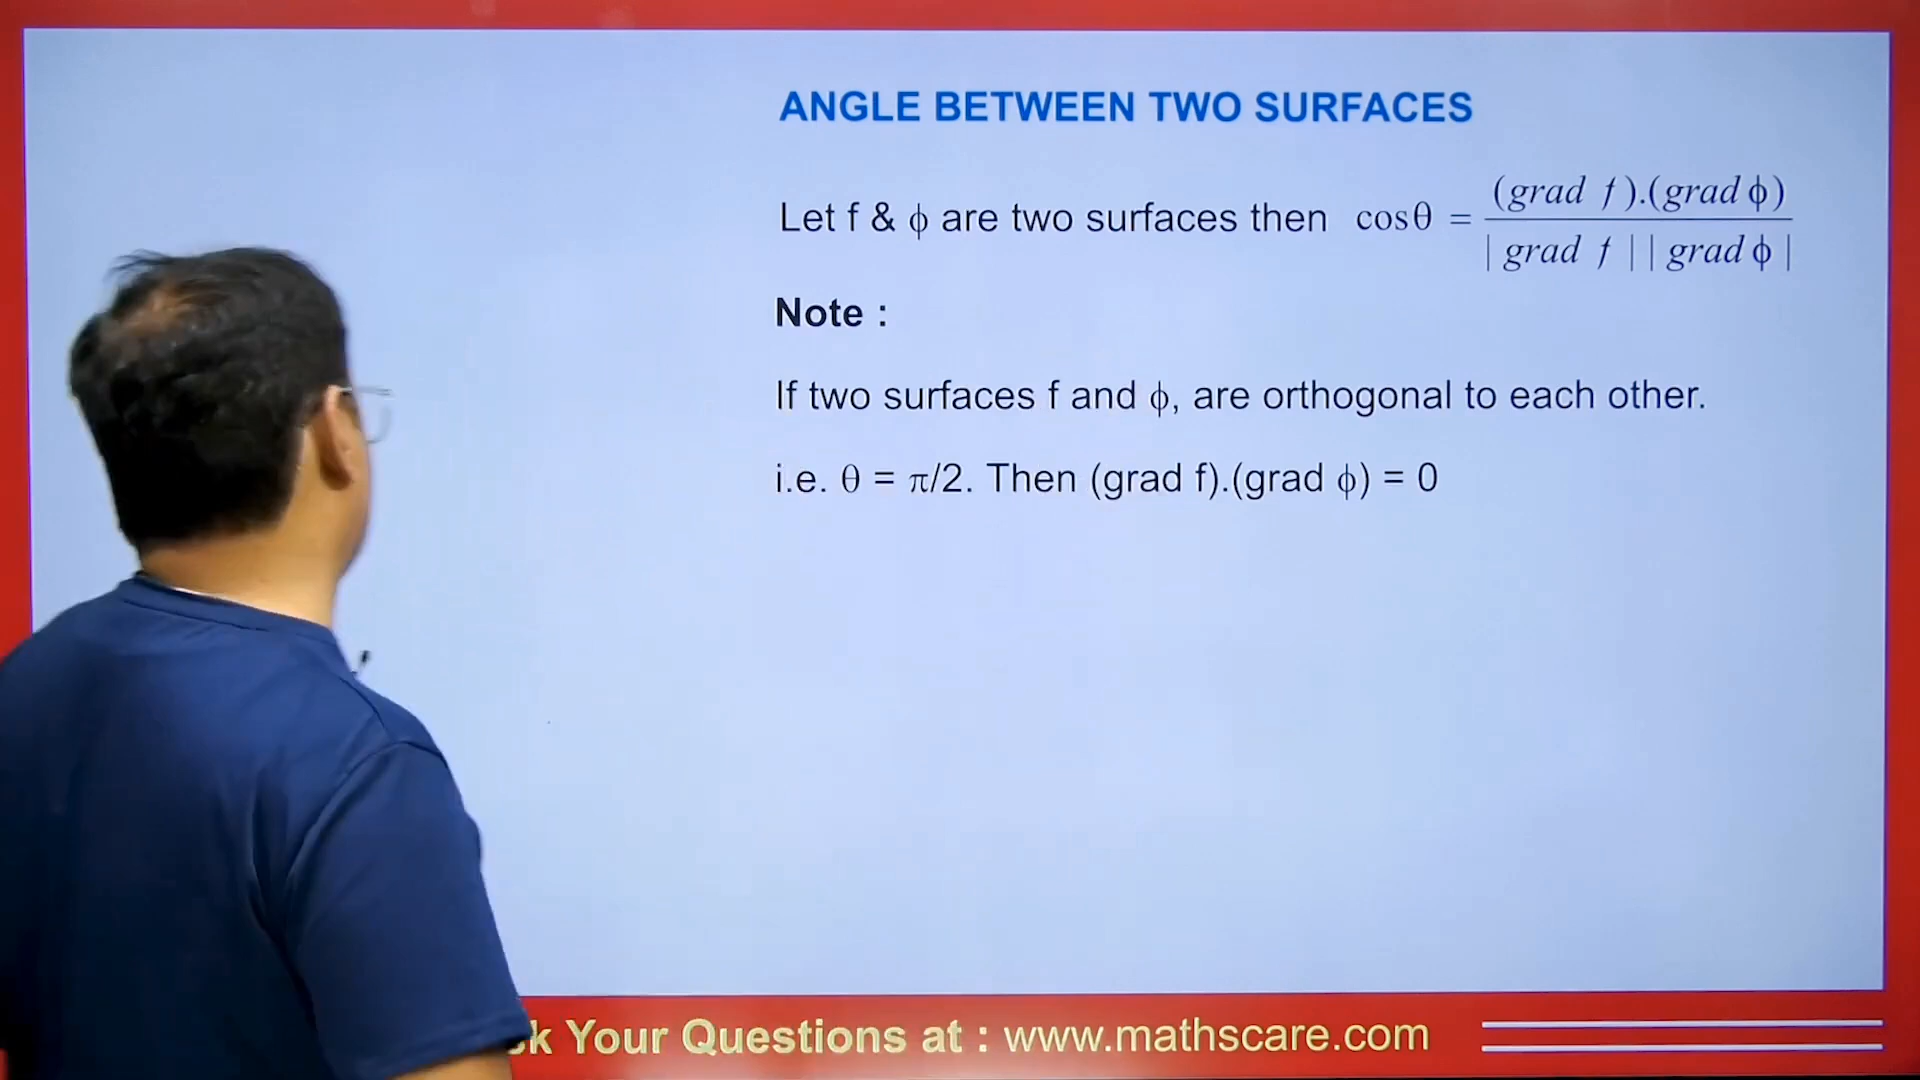 ANGLE BETWEEN TWO SURFACES
Let f & ϕ are two surfaces then cosθ = (grad f).(grad ϕ) / | grad f | | grad ϕ |
Note :
If two surfaces f and ϕ, are orthogonal to each other.
i.e. θ = π/2. Then (grad f).(grad ϕ) = 0
k Your Questions at : www.mathscare.com